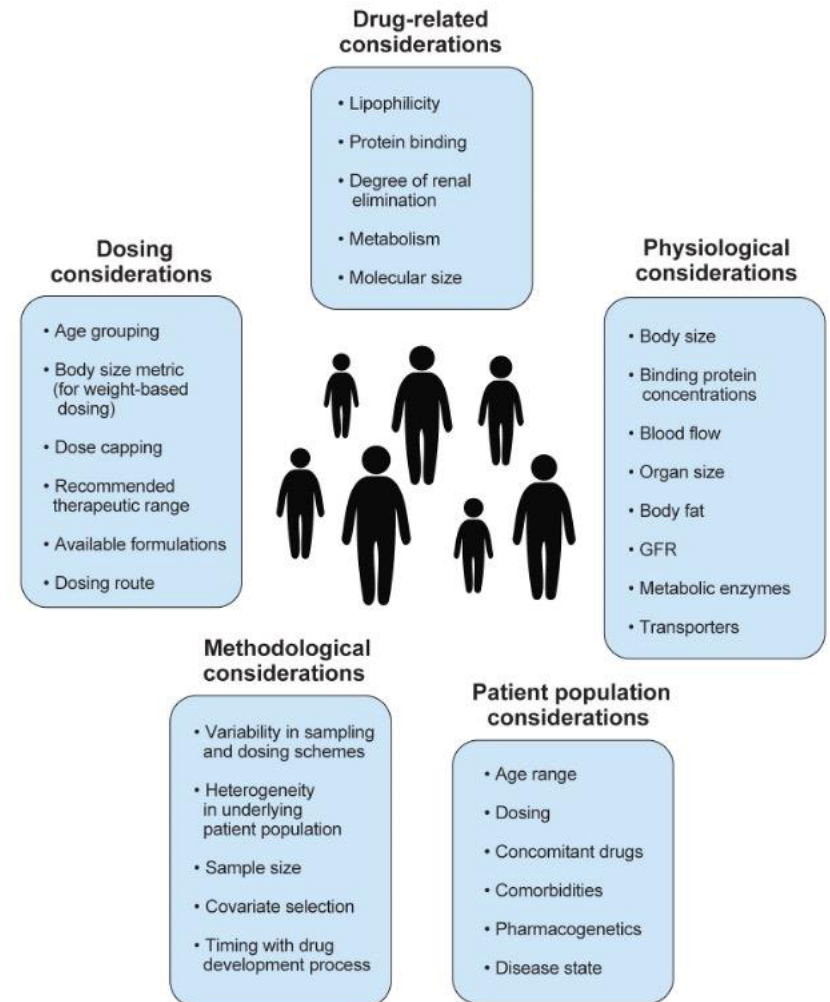 Drug-related
considerations
• Lipophilicity
• Protein binding
• Degree of renal
elimination
• Metabolism
• Molecular size
Dosing
considerations
• Age grouping
• Body size metric
(for weight-based
dosing)
• Dose capping
• Recommended
therapeutic range
• Available formulations
• Dosing route
Physiological
considerations
• Body size
• Binding protein
concentrations
• Blood flow
• Organ size
• Body fat
• GFR
• Metabolic enzymes
• Transporters
Methodological
considerations
• Variability in sampling
and dosing schemes
• Heterogeneity
in underlying
patient population
• Sample size
• Covariate selection
• Timing with drug
development process
Patient population
considerations
• Age range
• Dosing
• Concomitant drugs
• Comorbidities
• Pharmacogenetics
• Disease state